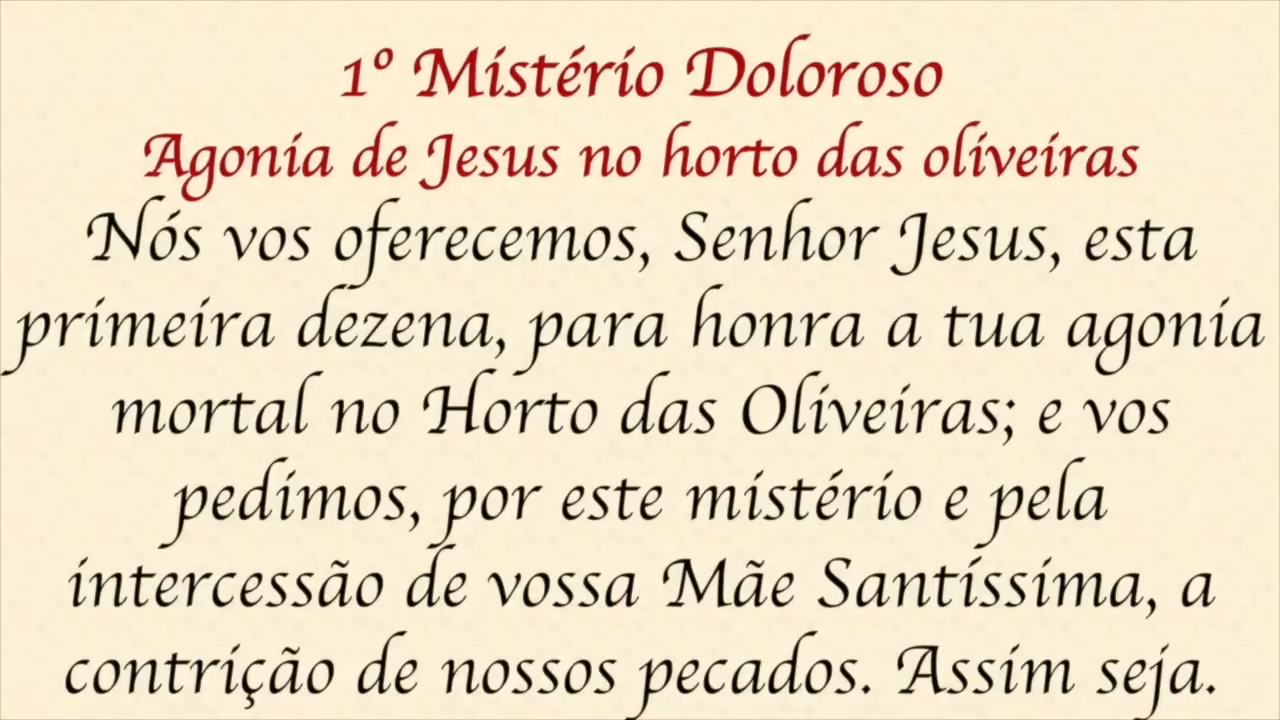 1º Mistério Doloroso
Agonia de Jesus no horto das oliveiras
Nós vos oferecemos, Senhor Jesus, esta
primeira dezena, para honra a tua agonia
mortal no Horto das Oliveiras; e vos
pedimos, por este mistério e pela
intercessão de vossa Mãe Santíssima, a
contrição de nossos pecados. Assim seja.